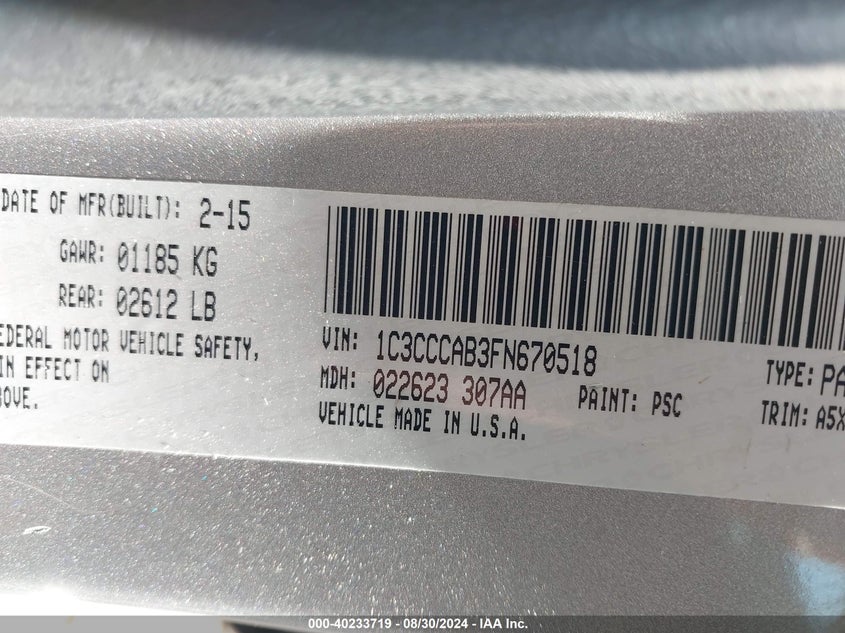 DATE OF MFR(BUILT): 2-15
GAWR: 01185 KG
REAR: 02612 LB
FEDERAL MOTOR VEHICLE SAFETY,
IN EFFECT ON
VIN: 1C3CCCAB3FN670518
MDH: 022623 307AA
PAINT: PSC
VEHICLE MADE IN U.S.A.
TYPE: PA
TRIM: A5X
000-40233719 - 08/30/2024 - IAA Inc.